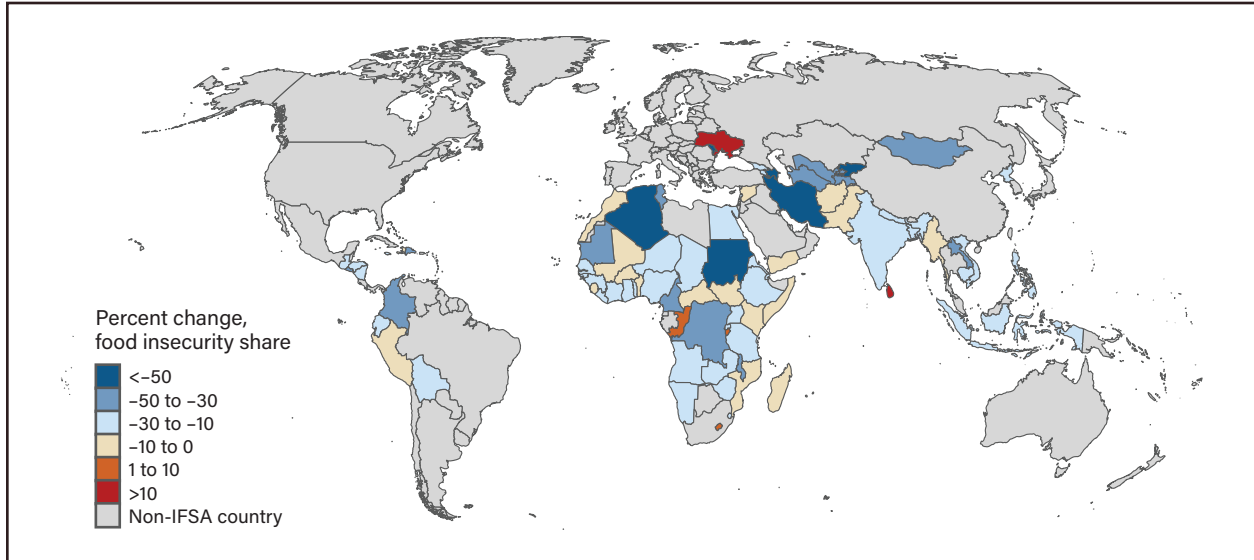 Percent change,
food insecurity share
<−50
−50 to −30
−30 to −10
−10 to 0
1 to 10
>10
Non-IFSA country